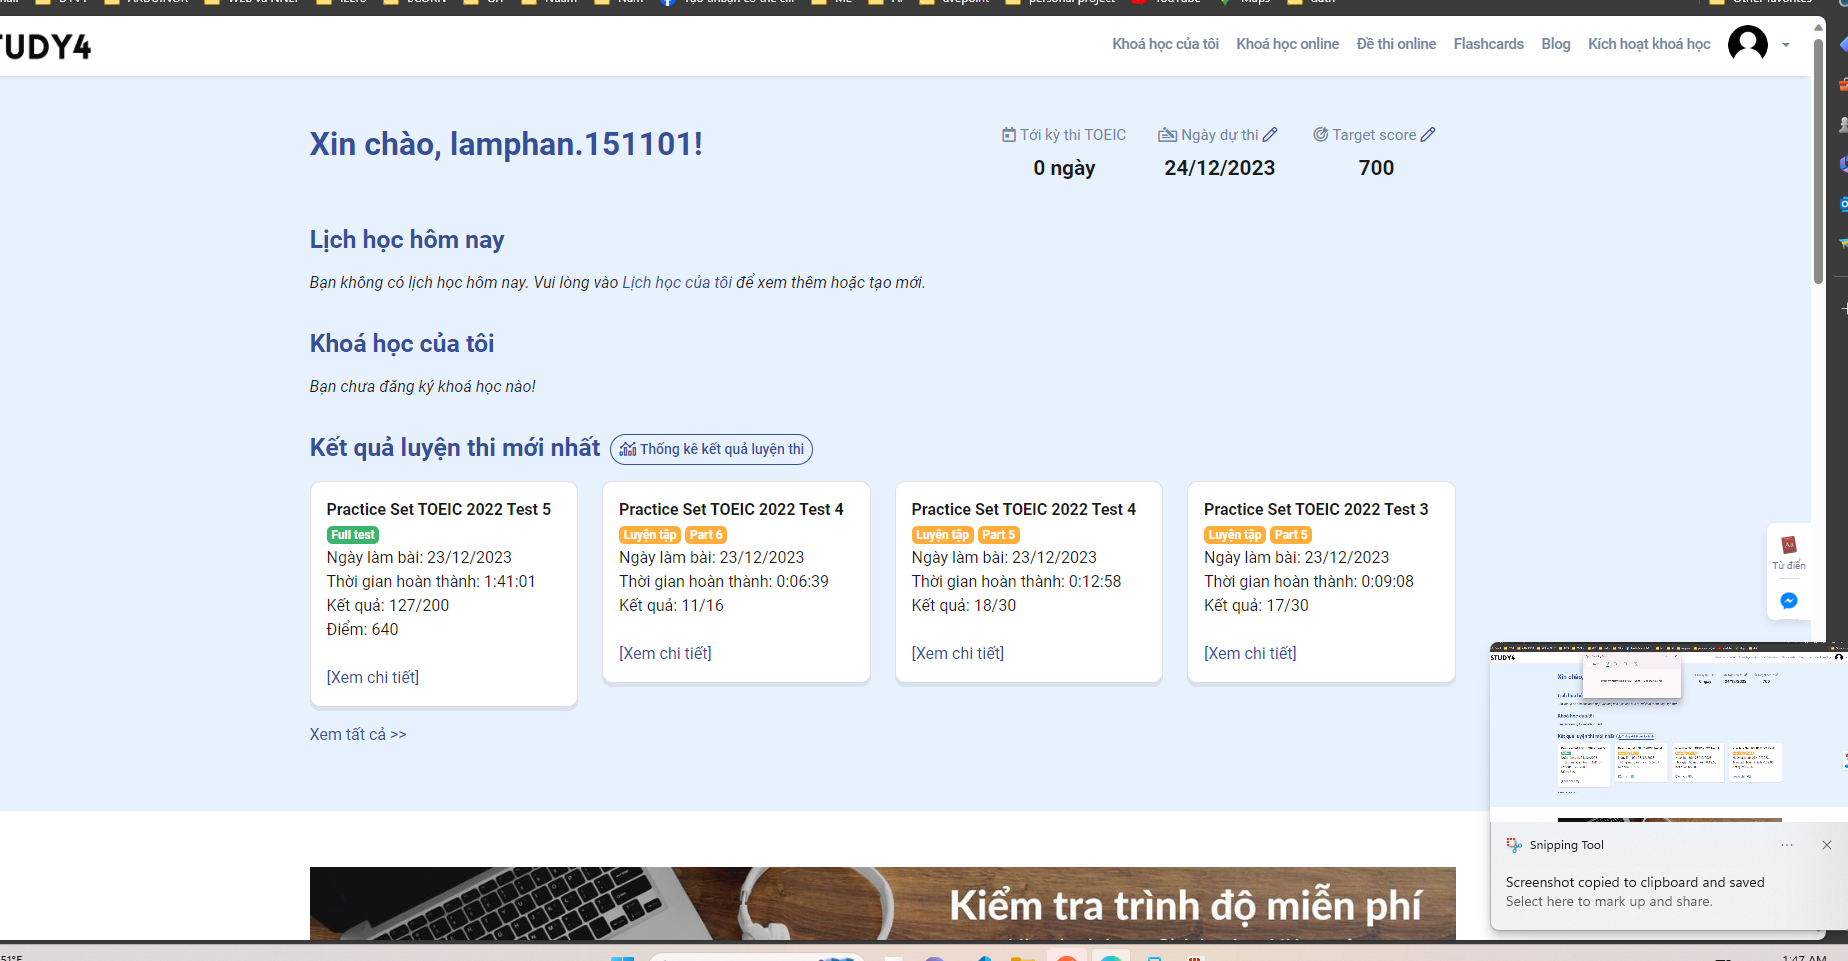 TUDY4
Khoá học của tôi
Khoá học online
Đề thi online
Flashcards
Blog
Kích hoạt khoá học
Xin chào, lamphan.151101!
Tới kỳ thi TOEIC
0 ngày
Ngày dự thi
24/12/2023
Target score
700
Lịch học hôm nay
Bạn không có lịch học hôm nay. Vui lòng vào Lịch học của tôi để xem thêm hoặc tạo mới.
Khoá học của tôi
Bạn chưa đăng ký khoá học nào!
Kết quả luyện thi mới nhất
Thống kê kết quả luyện thi
Practice Set TOEIC 2022 Test 5
Full test
Ngày làm bài: 23/12/2023
Thời gian hoàn thành: 1:41:01
Kết quả: 127/200
Điểm: 640
[Xem chi tiết]
Practice Set TOEIC 2022 Test 4
Luyện tập Part 6
Ngày làm bài: 23/12/2023
Thời gian hoàn thành: 0:06:39
Kết quả: 11/16
[Xem chi tiết]
Practice Set TOEIC 2022 Test 4
Luyện tập Part 5
Ngày làm bài: 23/12/2023
Thời gian hoàn thành: 0:12:58
Kết quả: 18/30
[Xem chi tiết]
Practice Set TOEIC 2022 Test 3
Luyện tập Part 5
Ngày làm bài: 23/12/2023
Thời gian hoàn thành: 0:09:08
Kết quả: 17/30
[Xem chi tiết]
Xem tất cả >>
Từ điển
Kiểm tra trình độ miễn phí
STUDY4
Snipping Tool
Screenshot copied to clipboard and saved
Select here to mark up and share.
51°F
1:47 AM